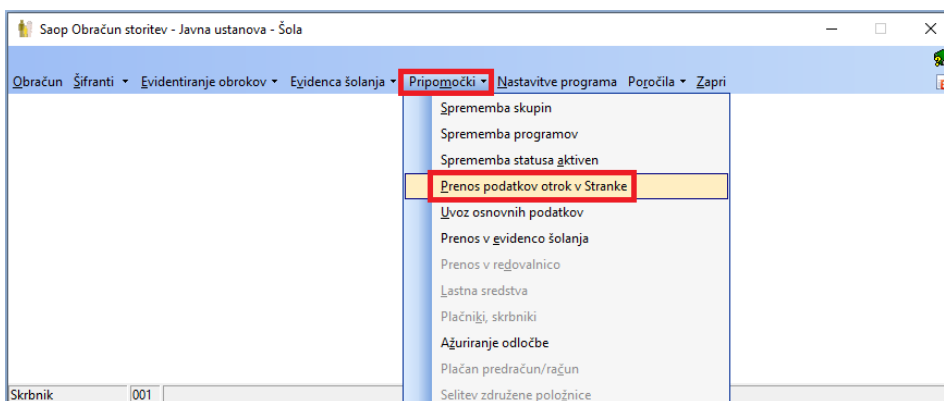 Saop Obračun storitev - Javna ustanova - Šola
Obračun Šifranti Evidentiranje obrokov Evidenca šolanja Pripomočki Nastavitve programa Poročila Zapri
Sprememba skupin
Sprememba programov
Sprememba statusa aktiven
Prenos podatkov otrok v Stranke
Uvoz osnovnih podatkov
Prenos v evidenco šolanja
Prenos v redovalnico
Lastna sredstva
Plačniki, skrbniki
Ažuriranje odločbe
Plačan predračun/račun
Selitev združene položnice
Skrbnik 001